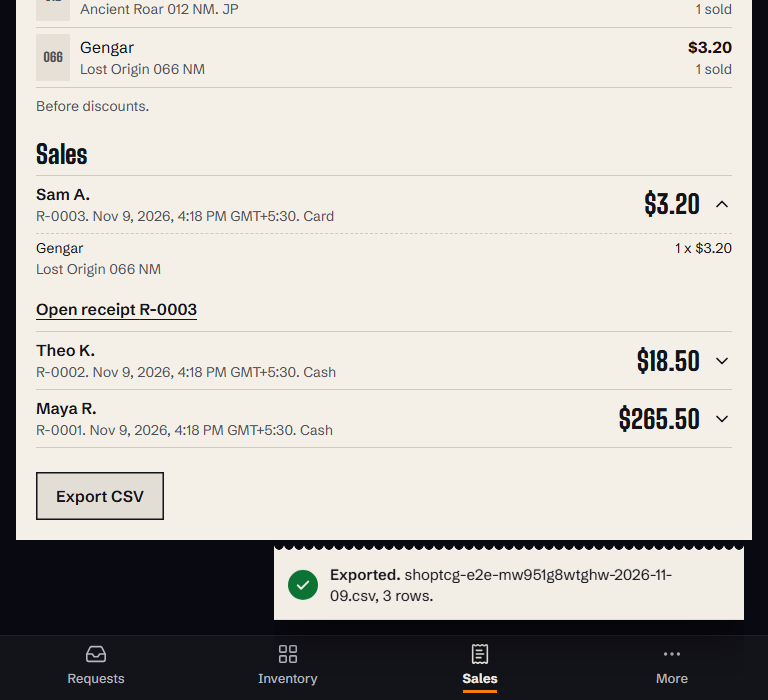 Ancient Roar 012 NM. JP
1 sold
066
Gengar
$3.20
Lost Origin 066 NM
1 sold
Before discounts.
Sales
Sam A.
$3.20
R-0003. Nov 9, 2026, 4:18 PM GMT+5:30. Card
Gengar
1 x $3.20
Lost Origin 066 NM
Open receipt R-0003
Theo K.
$18.50
R-0002. Nov 9, 2026, 4:18 PM GMT+5:30. Cash
Maya R.
$265.50
R-0001. Nov 9, 2026, 4:18 PM GMT+5:30. Cash
Export CSV
Exported. shoptcg-e2e-mw951g8wtghw-2026-11-
09.csv, 3 rows.
Requests
Inventory
Sales
More